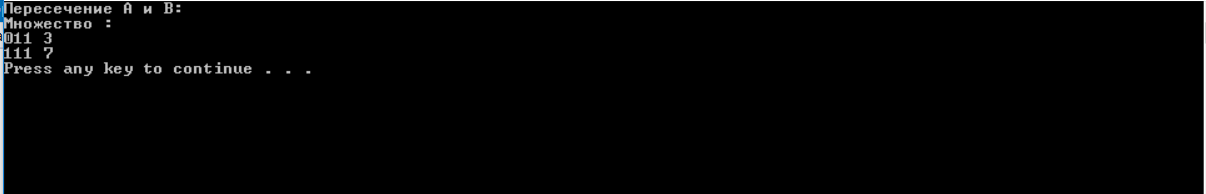 Пересечение А и В:
Множество :
011 3
111 7
Press any key to continue . . .